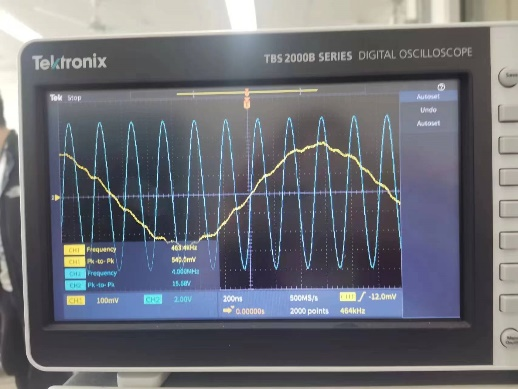 Tektronix
TBS 2000B SERIES DIGITAL OSCILLOSCOPE
Tek Stop
Autoset
Undo
Autoset
CH1 Frequency 463.4kHz
CH1 Pk-to-Pk 540.0mV
CH2 Frequency 4.000MHz
CH2 Pk-to-Pk
CH1 100mV
CH2 2.00V
200ns
0.00000s
500MS/s
2000 points
CH1 -12.0mV
464kHz